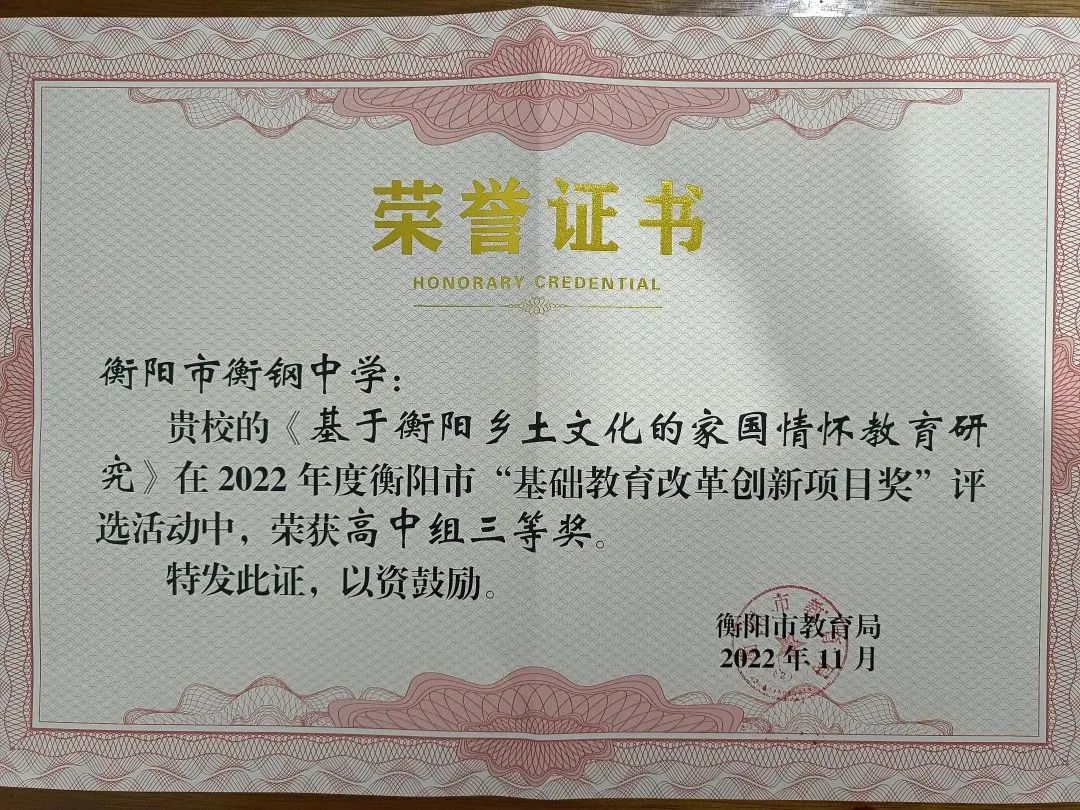 荣誉证书
HONORARY CREDENTIAL
衡阳市衡钢中学：
贵校的《基于衡阳乡土文化的家国情怀教育研
究》在2022年度衡阳市“基础教育改革创新项目奖”评
选活动中，荣获高中组三等奖。
特发此证，以资鼓励。
衡阳市教育局
2022年11月